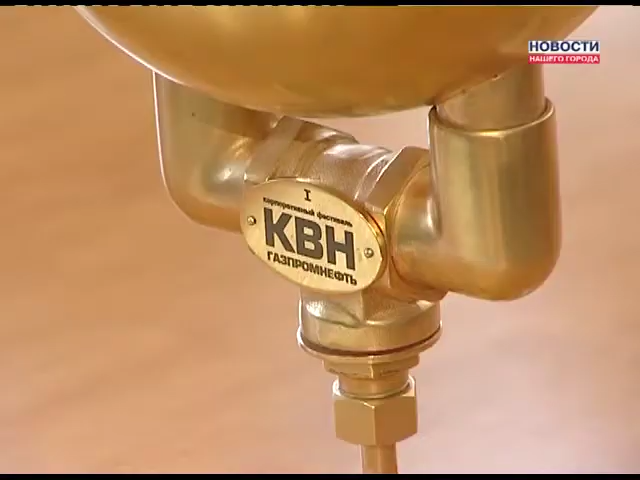 НОВОСТИ
НАШЕГО ГОРОДА
I
корпоративный фестиваль
КВН
ГАЗПРОМНЕФТЬ